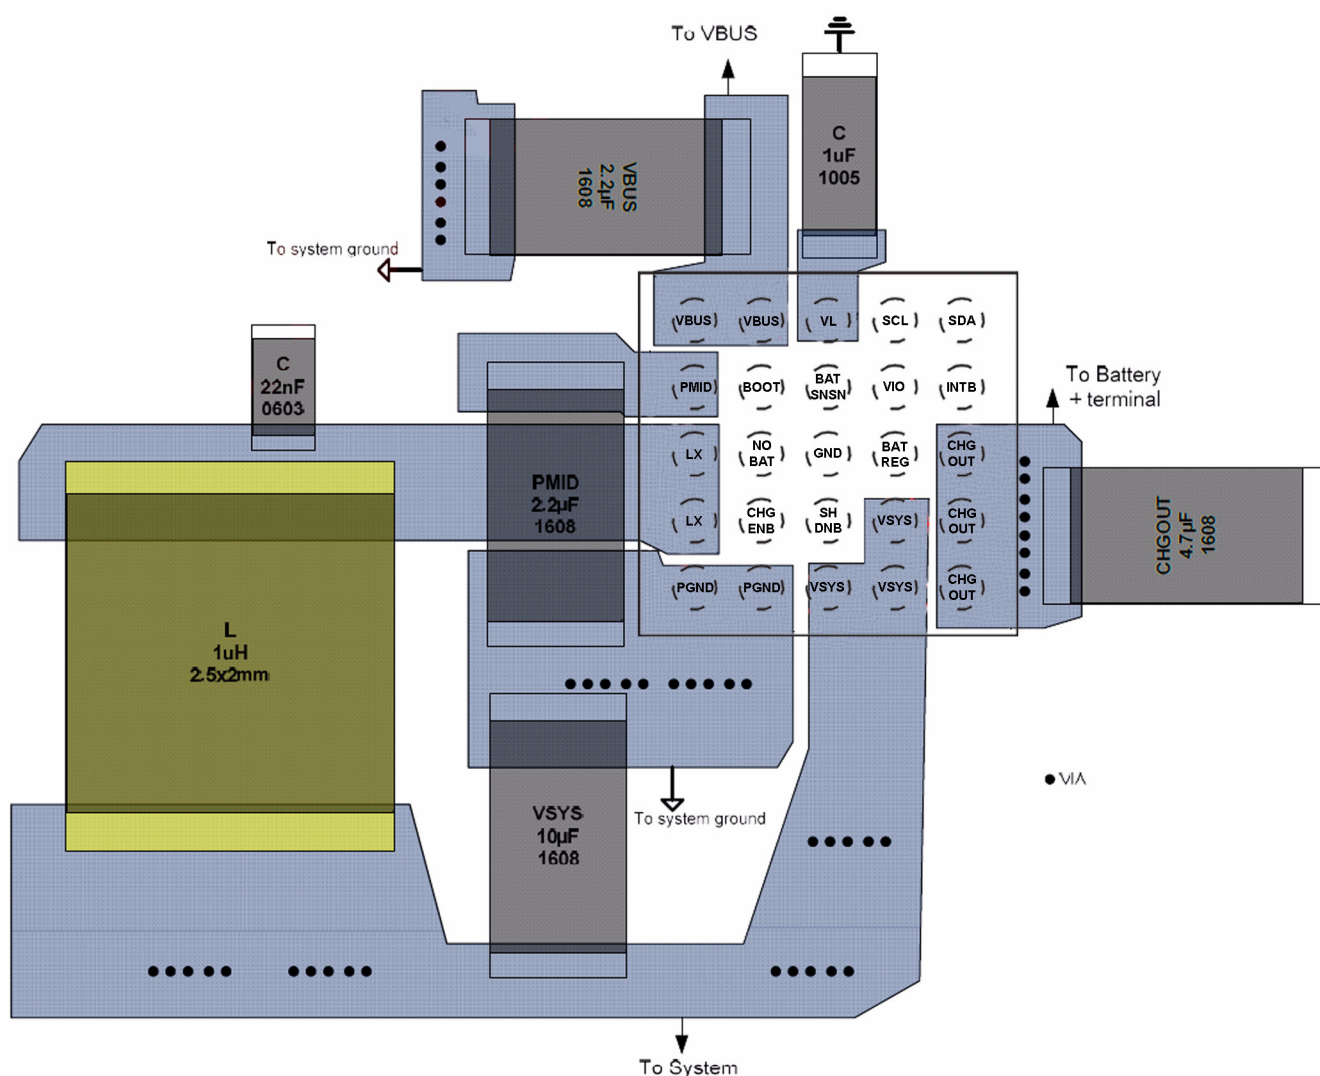 To VBUS
C
1uF
1005
VBUS
2.2µF
1608
To system ground
VBUS
VBUS
VL
SCL
SDA
C
22nF
0603
PMID
BOOT
BAT
SNSN
VIO
INTB
To Battery
+ terminal
LX
NO
BAT
GND
BAT
REG
CHG
OUT
PMID
2.2µF
1608
LX
CHG
ENB
SH
DNB
VSYS
CHG
OUT
CHGOUT
4.7µF
1608
PGND
PGND
VSYS
VSYS
CHG
OUT
L
1uH
2.5x2mm
VIA
VSYS
10µF
1608
To system ground
To System